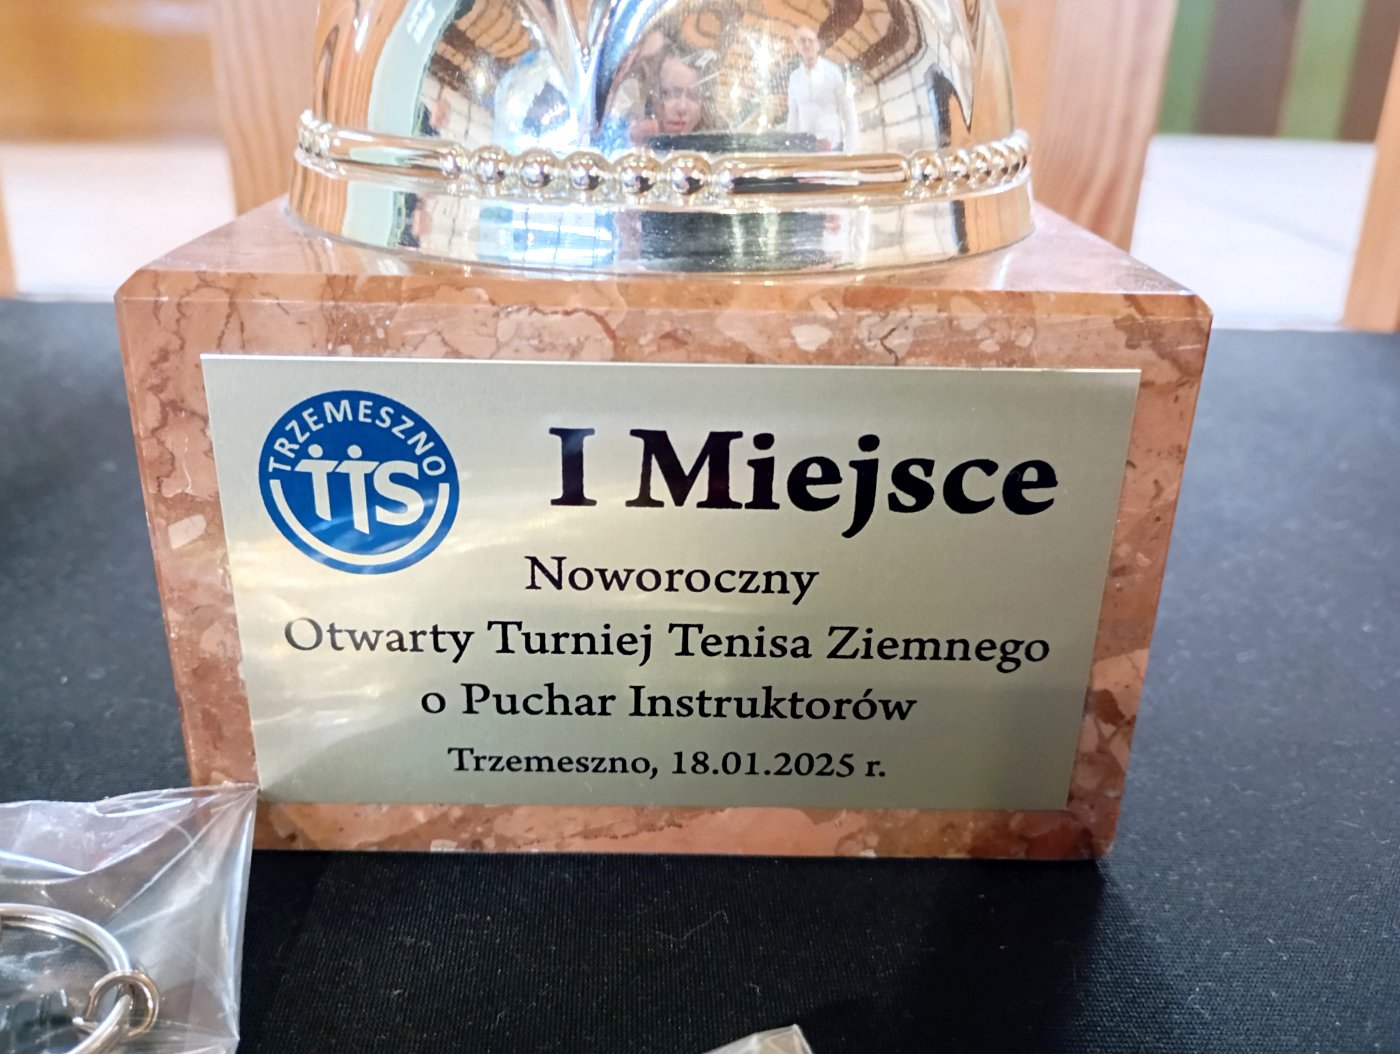 TRZEMESZNO
TTS
I Miejsce
Noworoczny
Otwarty Turniej Tenisa Ziemnego
o Puchar Instruktorów
Trzemeszno, 18.01.2025 r.